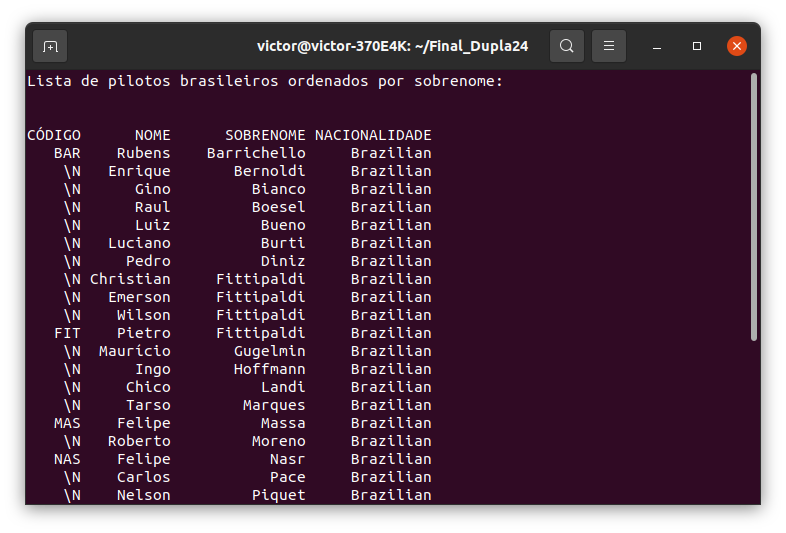 victor@victor-370E4K: ~/Final_Dupla24
Lista de pilotos brasileiros ordenados por sobrenome:
CÓDIGO NOME SOBRENOME NACIONALIDADE
BAR Rubens Barrichello Brazilian
\N Enrique Bernoldi Brazilian
\N Gino Bianco Brazilian
\N Raul Boesel Brazilian
\N Luiz Bueno Brazilian
\N Luciano Burti Brazilian
\N Pedro Diniz Brazilian
\N Christian Fittipaldi Brazilian
\N Emerson Fittipaldi Brazilian
\N Wilson Fittipaldi Brazilian
FIT Pietro Fittipaldi Brazilian
\N Maurício Gugelmin Brazilian
\N Ingo Hoffmann Brazilian
\N Chico Landi Brazilian
\N Tarso Marques Brazilian
MAS Felipe Massa Brazilian
\N Roberto Moreno Brazilian
NAS Felipe Nasr Brazilian
\N Carlos Pace Brazilian
\N Nelson Piquet Brazilian